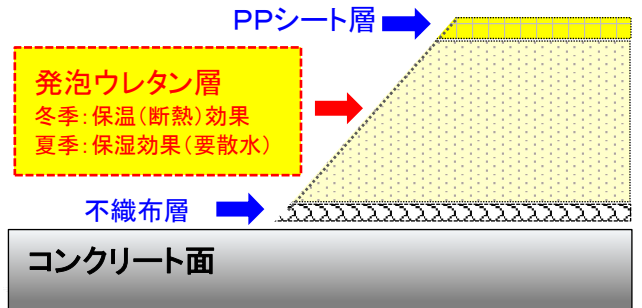 PPシート層
発泡ウレタン層
冬季:保温(断熱)効果
夏季:保湿効果(要散水)
不織布層
コンクリート面